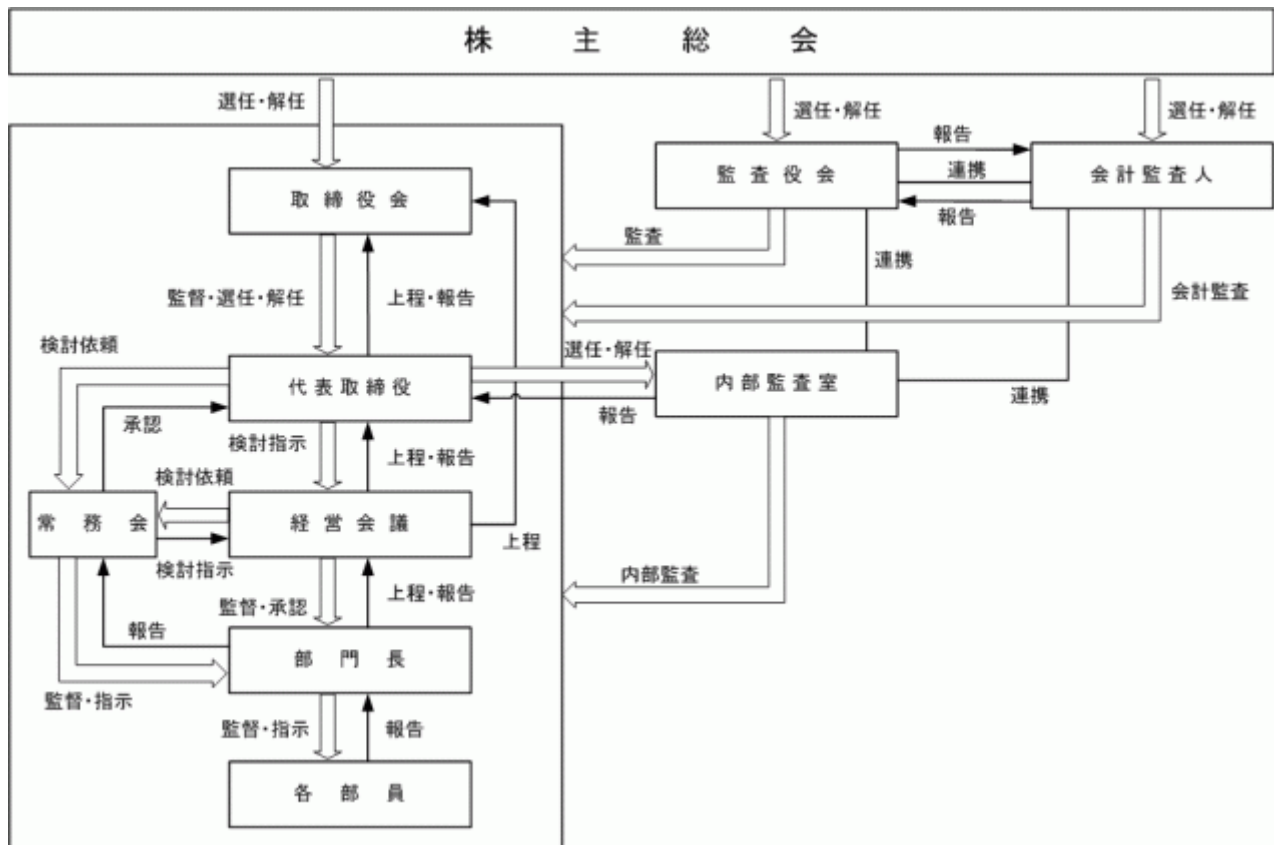 株主総会
選任・解任
選任・解任
選任・解任
取締役会
監査役会
会計監査人
報告
連携
報告
監査
連携
会計監査
監督・選任・解任
上程・報告
検討依頼
代表取締役
選任・解任
報告
内部監査室
連携
承認
検討指示
上程・報告
検討依頼
常務会
経営会議
検討指示
上程
監督・承認
上程・報告
内部監査
報告
部門長
監督・指示
監督・指示
報告
各部員